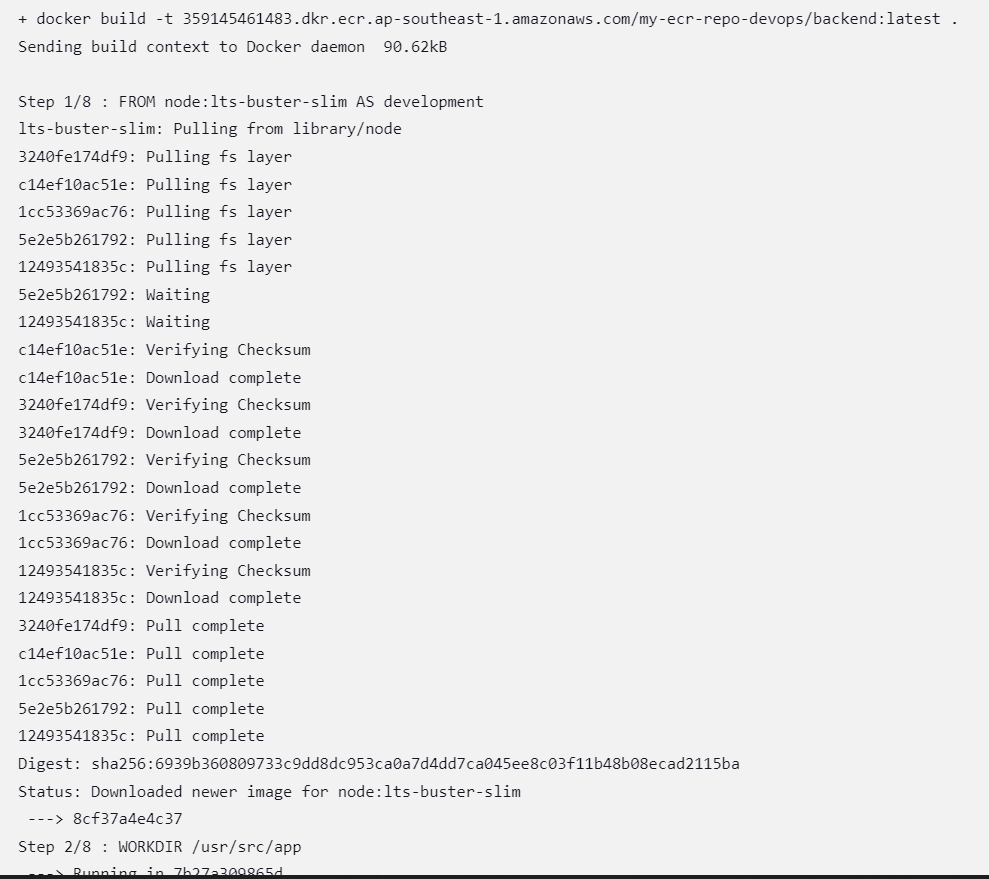 + docker build -t 359145461483.dkr.ecr.ap-southeast-1.amazonaws.com/my-ecr-repo-devops/backend:latest .
Sending build context to Docker daemon  90.62kB
Step 1/8 : FROM node:lts-buster-slim AS development
lts-buster-slim: Pulling from library/node
3240fe174df9: Pulling fs layer
c14ef10ac51e: Pulling fs layer
1cc53369ac76: Pulling fs layer
5e2e5b261792: Pulling fs layer
12493541835c: Pulling fs layer
5e2e5b261792: Waiting
12493541835c: Waiting
c14ef10ac51e: Verifying Checksum
c14ef10ac51e: Download complete
3240fe174df9: Verifying Checksum
3240fe174df9: Download complete
5e2e5b261792: Verifying Checksum
5e2e5b261792: Download complete
1cc53369ac76: Verifying Checksum
1cc53369ac76: Download complete
12493541835c: Verifying Checksum
12493541835c: Download complete
3240fe174df9: Pull complete
c14ef10ac51e: Pull complete
1cc53369ac76: Pull complete
5e2e5b261792: Pull complete
12493541835c: Pull complete
Digest: sha256:6939b360809733c9dd8dc953ca0a7d4dd7ca045ee8c03f11b48b08ecad2115ba
Status: Downloaded newer image for node:lts-buster-slim
 ---> 8cf37a4e4c37
Step 2/8 : WORKDIR /usr/src/app
 ---> Running in 7b27a309865d